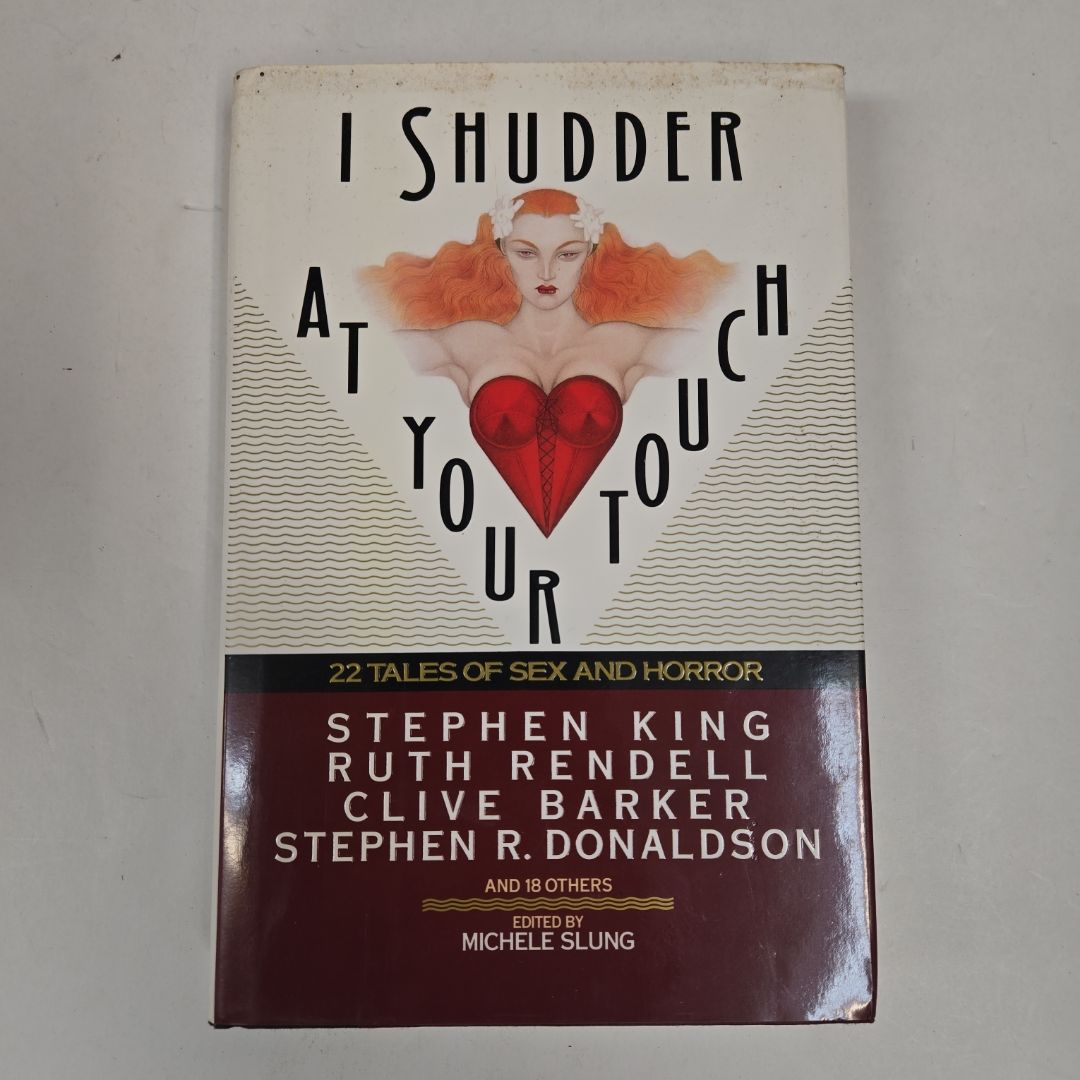 I SHUDDER
AT YOUR TOUCH
22 TALES OF SEX AND HORROR
STEPHEN KING
RUTH RENDELL
CLIVE BARKER
STEPHEN R. DONALDSON
AND 18 OTHERS
EDITED BY
MICHELE SLUNG